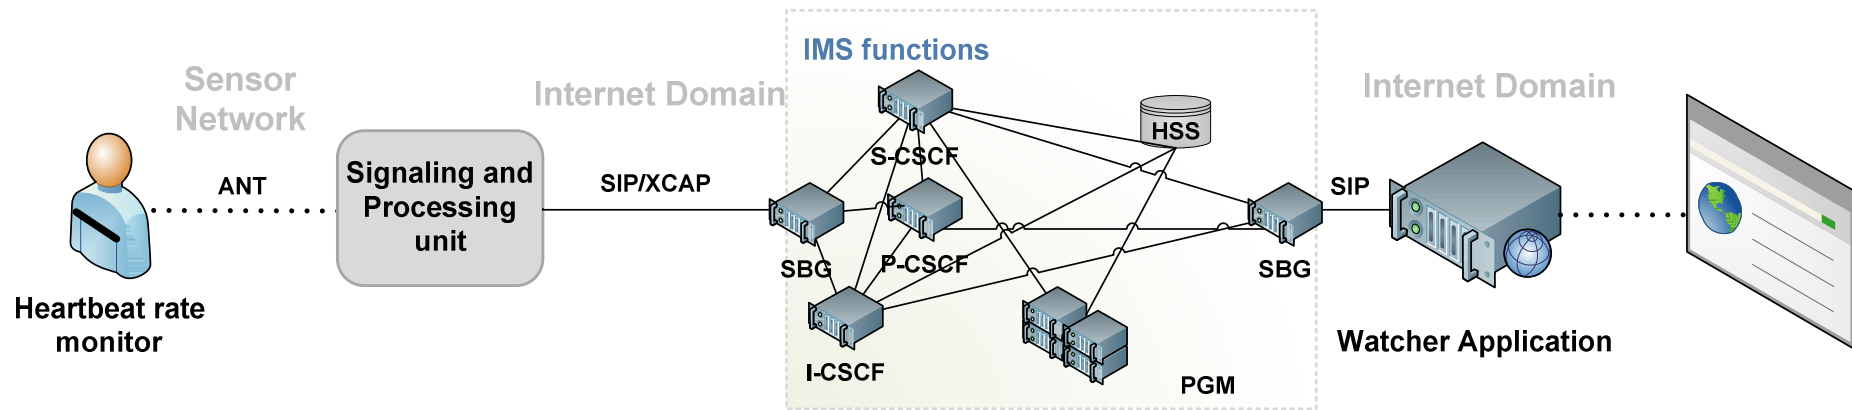 Sensor
Network
Heartbeat rate
monitor
ANT
Signaling and
Processing
unit
Internet Domain
SIP/XCAP
IMS functions
S-CSCF
HSS
SBG
P-CSCF
I-CSCF
PGM
SBG
Internet Domain
SIP
Watcher Application